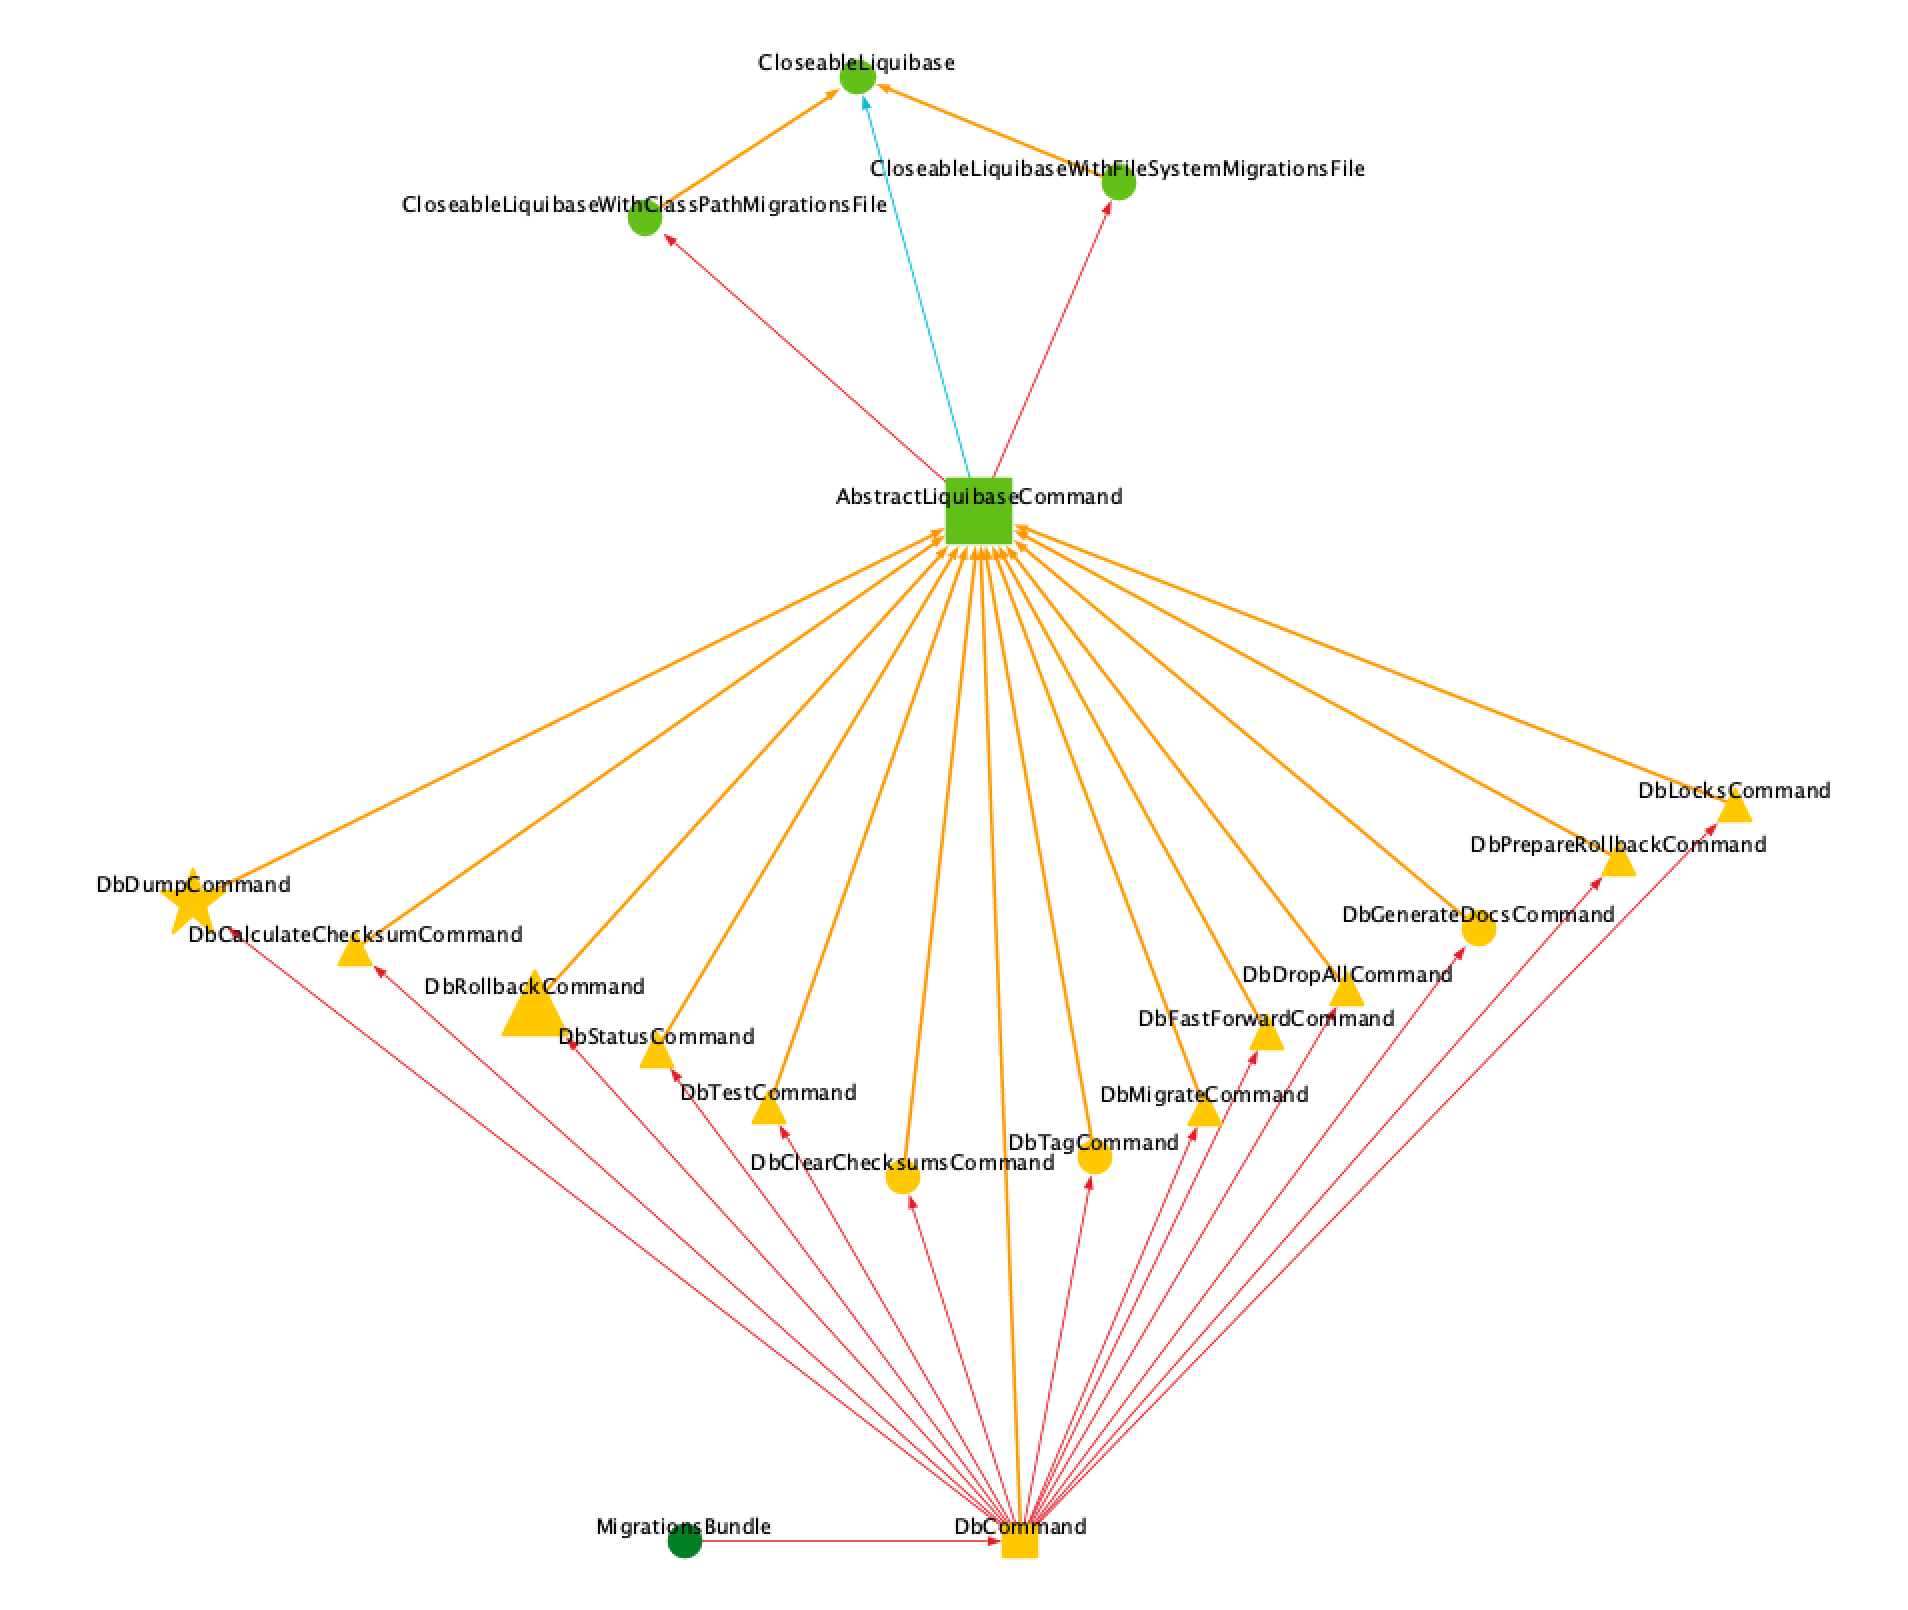 CloseableLiquibase
CloseableLiquibaseWithFileSystemMigrationsFile
CloseableLiquibaseWithClassPathMigrationsFile
AbstractLiquibaseCommand
DbLocksCommand
DbPrepareRollbackCommand
DbDumpCommand
DbGenerateDocsCommand
DbCalculateChecksumCommand
DbDropAllCommand
DbRollbackCommand
DbFastForwardCommand
DbStatusCommand
DbTestCommand
DbMigrateCommand
DbTagCommand
DbClearChecksumsCommand
MigrationsBundle
DbCommand